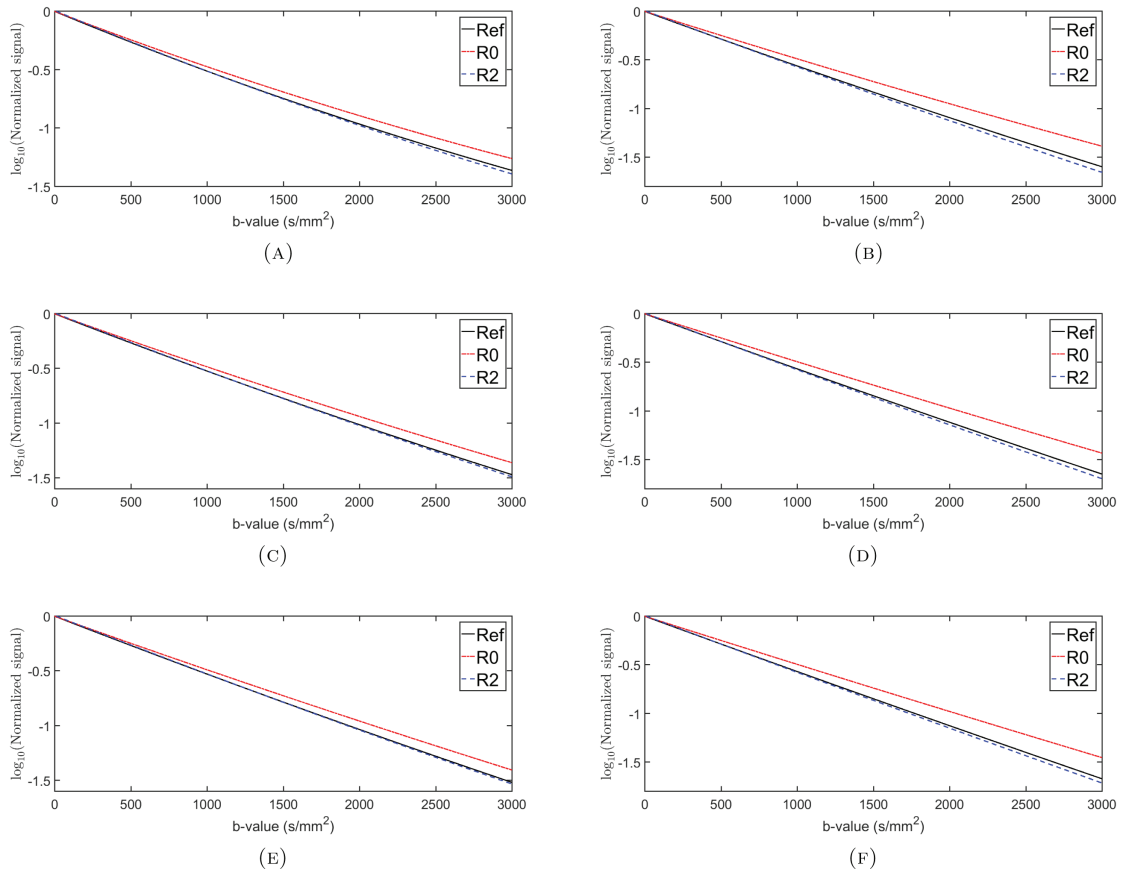 0
-0.5
-1
-1.5
log10(Normalized signal)
0 500 1000 1500 2000 2500 3000
b-value (s/mm²)
Ref
R0
R2
(A)
0
-0.5
-1
-1.5
log10(Normalized signal)
0 500 1000 1500 2000 2500 3000
b-value (s/mm²)
Ref
R0
R2
(B)
0
-0.5
-1
-1.5
log10(Normalized signal)
0 500 1000 1500 2000 2500 3000
b-value (s/mm²)
Ref
R0
R2
(C)
0
-0.5
-1
-1.5
log10(Normalized signal)
0 500 1000 1500 2000 2500 3000
b-value (s/mm²)
Ref
R0
R2
(D)
0
-0.5
-1
-1.5
log10(Normalized signal)
0 500 1000 1500 2000 2500 3000
b-value (s/mm²)
Ref
R0
R2
(E)
0
-0.5
-1
-1.5
log10(Normalized signal)
0 500 1000 1500 2000 2500 3000
b-value (s/mm²)
Ref
R0
R2
(F)